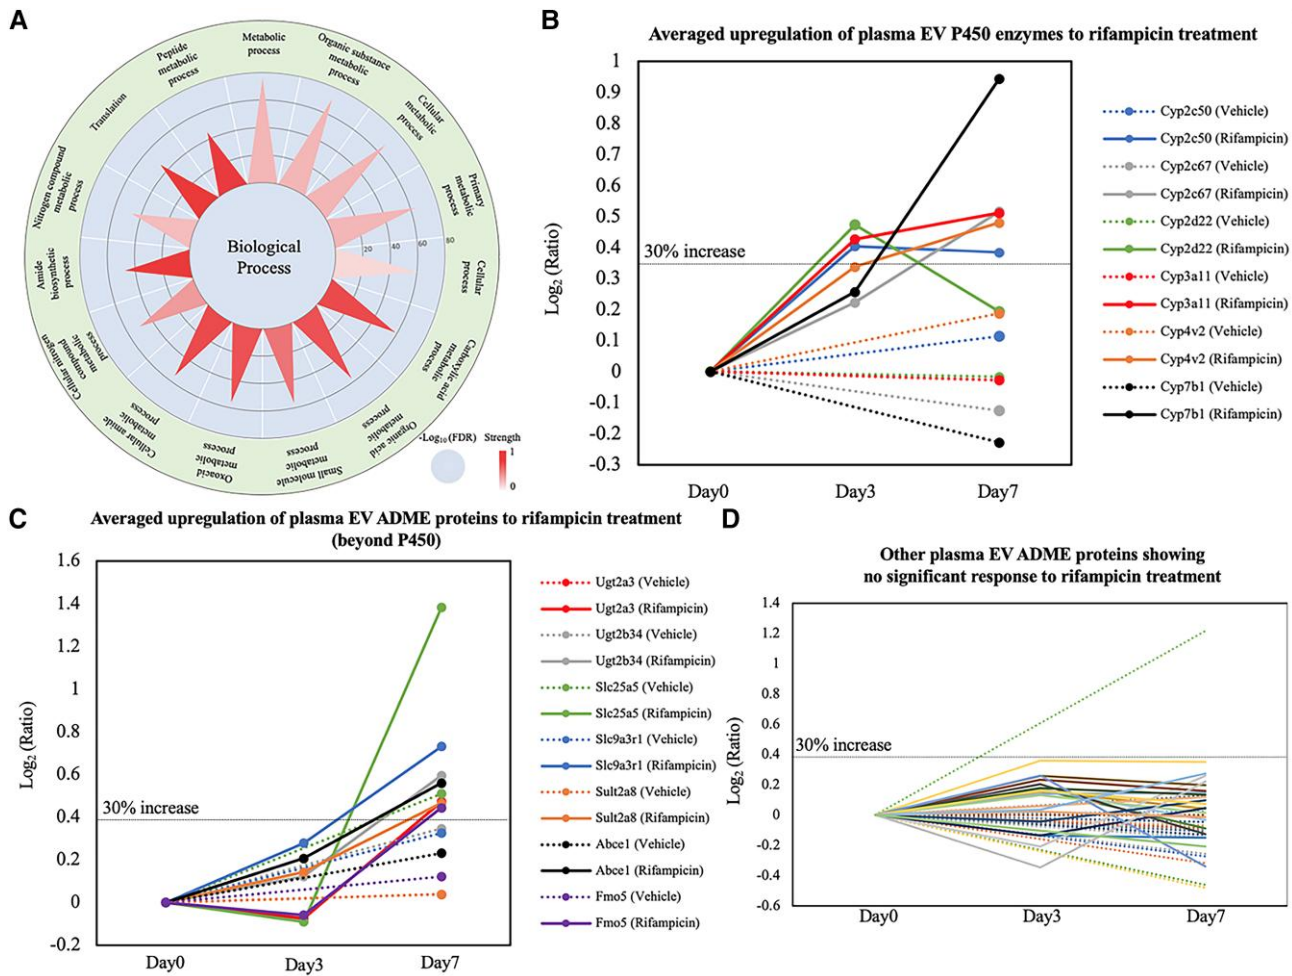 A
Metabolic
process
Organic substance
metabolic
process
Cellular
metabolic
process
Primary
metabolic
process
Cellular
process
Carboxylic acid
metabolic
process
Organic acid
metabolic
process
Small molecule
metabolic
process
Oxoacid
metabolic
process
Cellular amide
metabolic
process
Cellular nitrogen
compound
metabolic
process
Amide
biosynthetic
process
Nitrogen compound
metabolic
process
Translation
Peptide
metabolic
process
Biological
Process
20
40
60
80
-Log10 (FDR)
Strength
1
0
B
Averaged upregulation of plasma EV P450 enzymes to rifampicin treatment
Log2 (Ratio)
1
0.9
0.8
0.7
0.6
0.5
0.4
0.3
0.2
0.1
0
-0.1
-0.2
-0.3
30% increase
Day0
Day3
Day7
Cyp2c50 (Vehicle)
Cyp2c50 (Rifampicin)
Cyp2c67 (Vehicle)
Cyp2c67 (Rifampicin)
Cyp2d22 (Vehicle)
Cyp2d22 (Rifampicin)
Cyp3a11 (Vehicle)
Cyp3a11 (Rifampicin)
Cyp4v2 (Vehicle)
Cyp4v2 (Rifampicin)
Cyp7b1 (Vehicle)
Cyp7b1 (Rifampicin)
C
Averaged upregulation of plasma EV ADME proteins to rifampicin treatment
(beyond P450)
Log2 (Ratio)
1.6
1.4
1.2
1
0.8
0.6
0.4
0.2
0
-0.2
30% increase
Day0
Day3
Day7
Ugt2a3 (Vehicle)
Ugt2a3 (Rifampicin)
Ugt2b34 (Vehicle)
Ugt2b34 (Rifampicin)
Slc25a5 (Vehicle)
Slc25a5 (Rifampicin)
Slc9a3r1 (Vehicle)
Slc9a3r1 (Rifampicin)
Sult2a8 (Vehicle)
Sult2a8 (Rifampicin)
Abce1 (Vehicle)
Abce1 (Rifampicin)
Fmo5 (Vehicle)
Fmo5 (Rifampicin)
D
Other plasma EV ADME proteins showing
no significant response to rifampicin treatment
Log2 (Ratio)
1.4
1.2
1
0.8
0.6
0.4
0.2
0
-0.2
-0.4
-0.6
30% increase
Day0
Day3
Day7